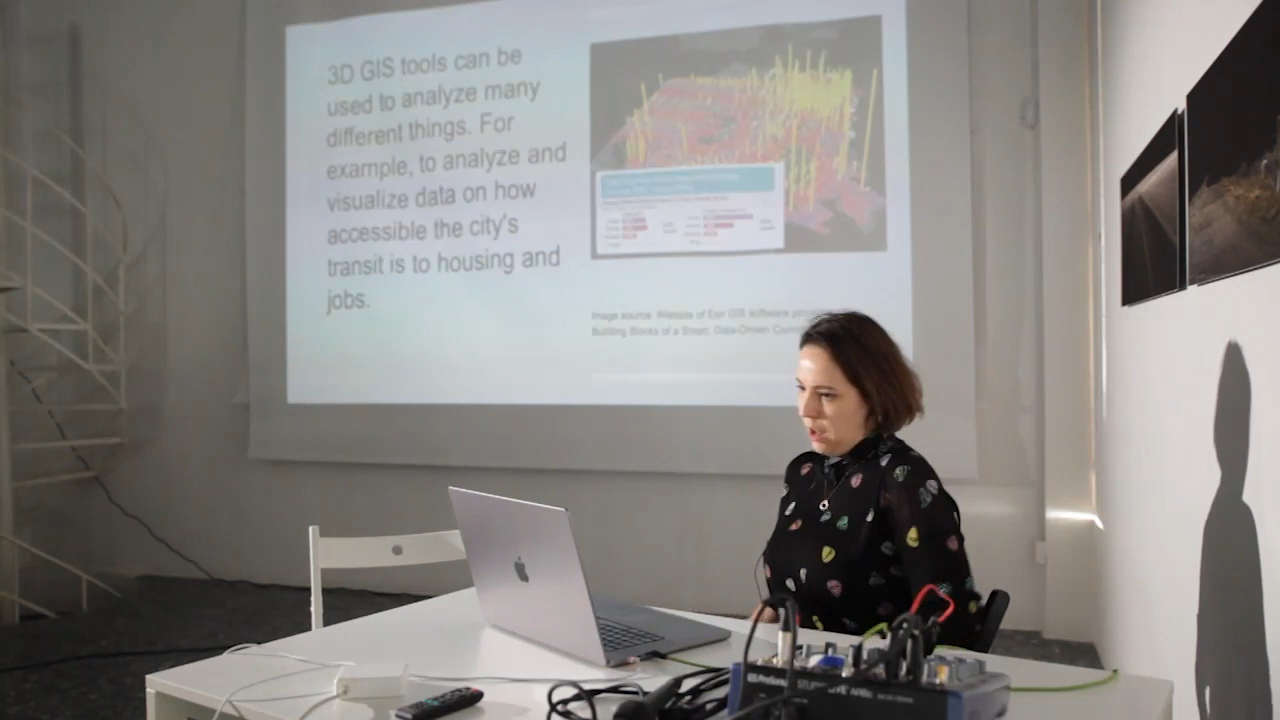 3D GIS tools can be
used to analyze many
different things. For
example, to analyze and
visualize data on how
accessible the city's
transit is to housing and
jobs.
Image source: Website of Esri GIS software
Building Blocks of a Smart, Data-Driven
PreSonus